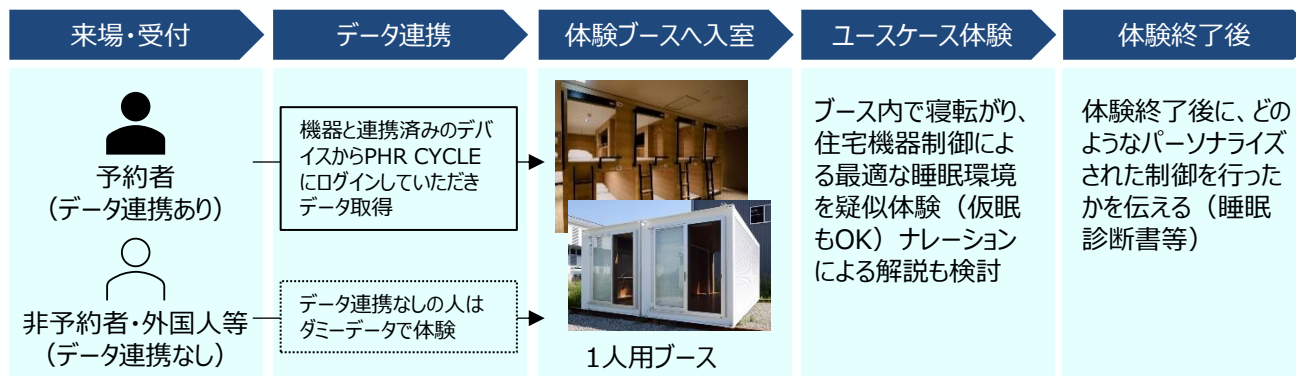 来場・受付
データ連携
体験ブースへ入室
ユースケース体験
体験終了後
予約者
（データ連携あり）
機器と連携済みのデバ
イスからPHR CYCLE
にログインしていただき
データ取得
非予約者・外国人等
（データ連携なし）
データ連携なしの人は
ダミーデータで体験
1人用ブース
ブース内で寝転がり、
住宅機器制御によ
る最適な睡眠環境
を疑似体験（仮眠
もOK）ナレーション
による解説も検討
体験終了後に、ど
のようなパーソナライズ
された制御を行った
かを伝える（睡眠
診断書等）